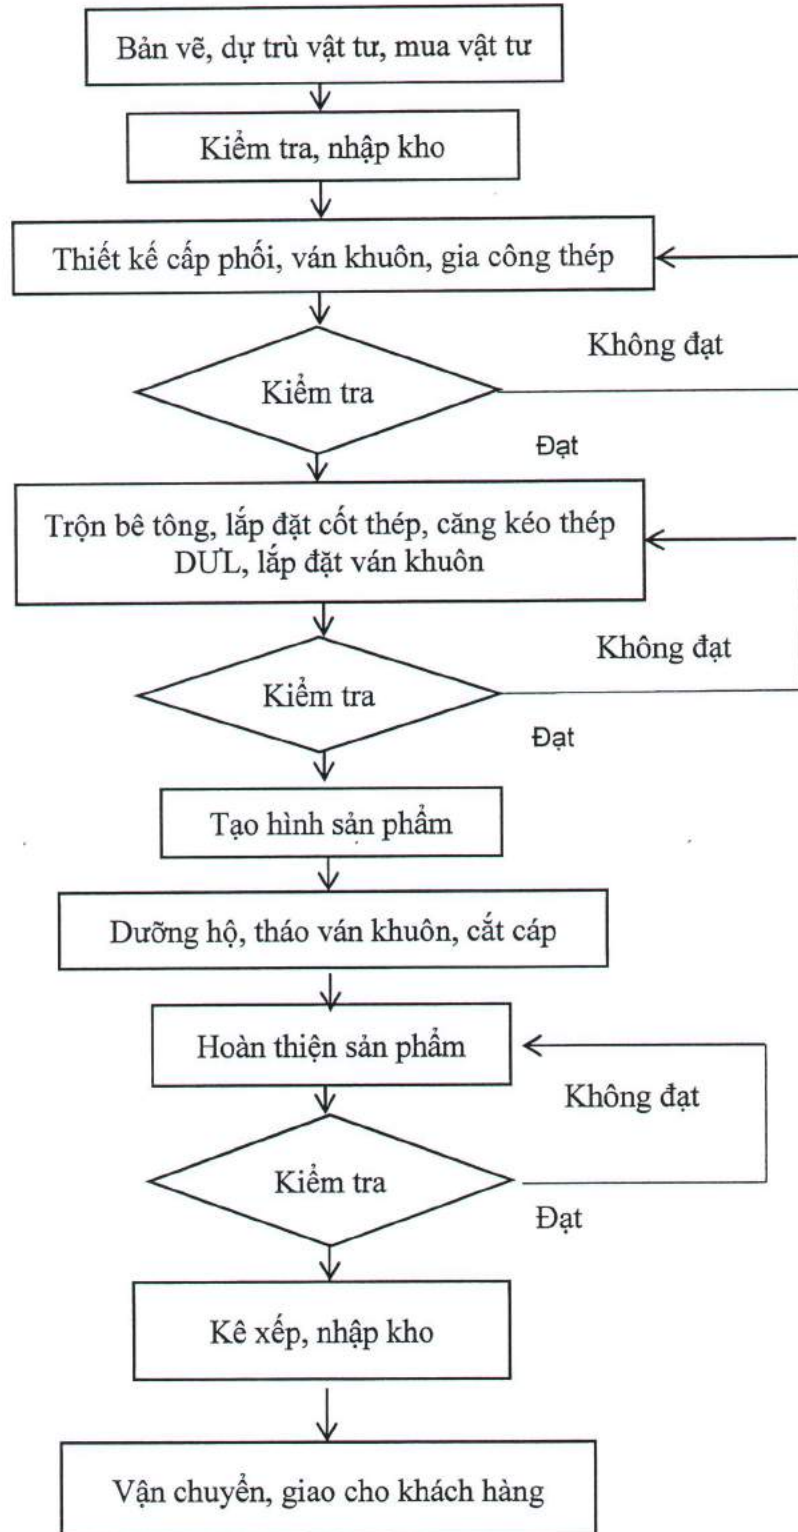 Bản vẽ, dự trù vật tư, mua vật tư
Kiểm tra, nhập kho
Thiết kế cấp phối, ván khuôn, gia công thép
Không đạt
Kiểm tra
Đạt
Trộn bê tông, lắp đặt cốt thép, căng kéo thép
DƯL, lắp đặt ván khuôn
Không đạt
Kiểm tra
Đạt
Tạo hình sản phẩm
Dưỡng hộ, tháo ván khuôn, cắt cáp
Hoàn thiện sản phẩm
Không đạt
Kiểm tra
Đạt
Kê xếp, nhập kho
Vận chuyển, giao cho khách hàng